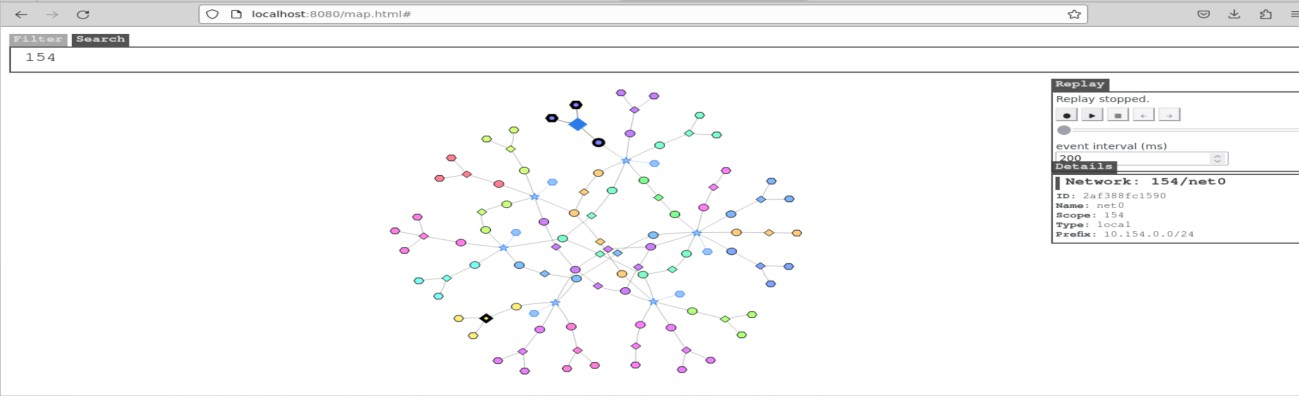 localhost:8080/map.html#
Filter Search
154
Replay
Replay stopped.
event interval (ms)
200
Details
Network: 154/net0
ID: 2af388fc1590
Name: net0
Scope: 154
Type: local
Prefix: 10.154.0.0/24